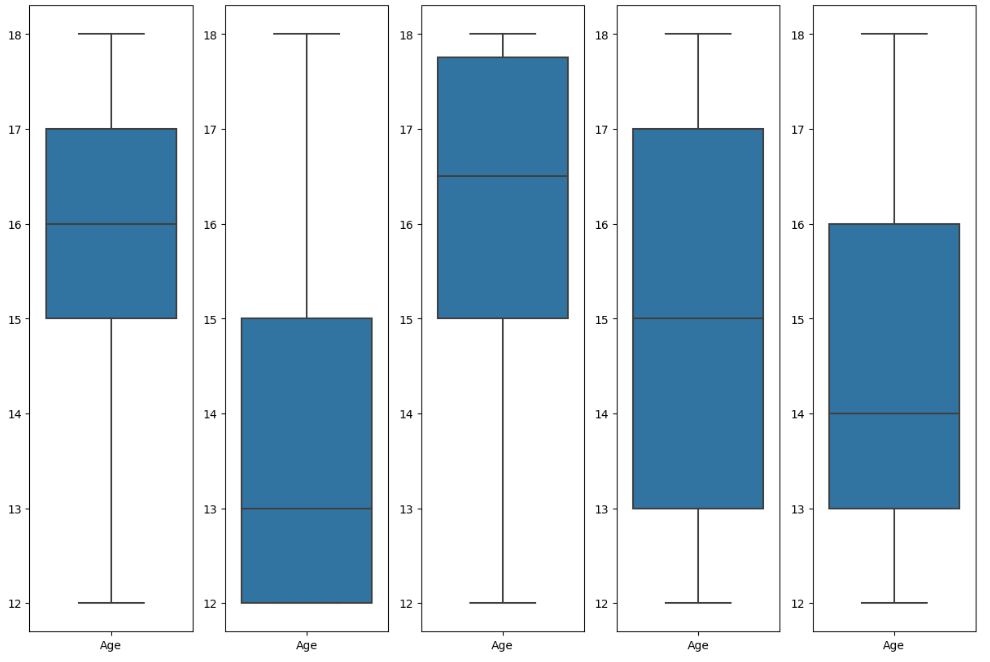 18 18 18 18 18
17 17 17 17 17
16 16 16 16 16
15 15 15 15 15
14 14 14 14 14
13 13 13 13 13
12 12 12 12 12
Age Age Age Age Age